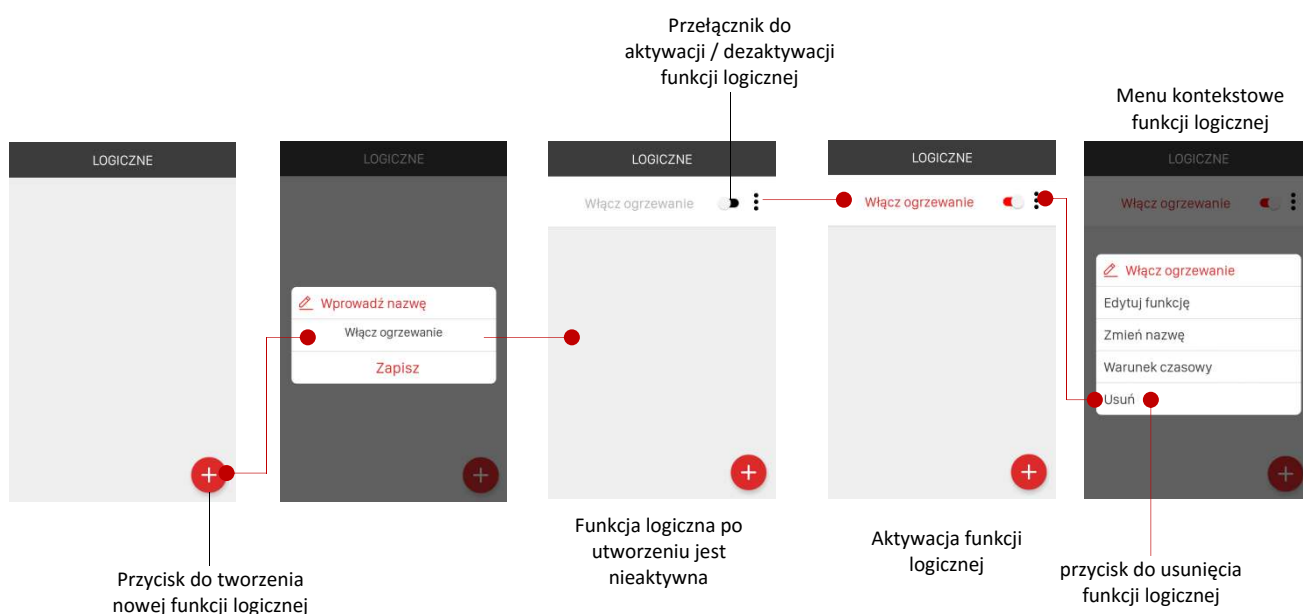 Przełącznik do
aktywacji / dezaktywacji
funkcji logicznej
Menu kontekstowe
funkcji logicznej
LOGICZNE
LOGICZNE
Wprowadź nazwę
Włącz ogrzewanie
Zapisz
LOGICZNE
Włącz ogrzewanie
LOGICZNE
Włącz ogrzewanie
LOGICZNE
Włącz ogrzewanie
Włącz ogrzewanie
Edytuj funkcję
Zmień nazwę
Warunek czasowy
Usuń
Przycisk do tworzenia
nowej funkcji logicznej
Funkcja logiczna po
utworzeniu jest
nieaktywna
Aktywacja funkcji
logicznej
przycisk do usunięcia
funkcji logicznej